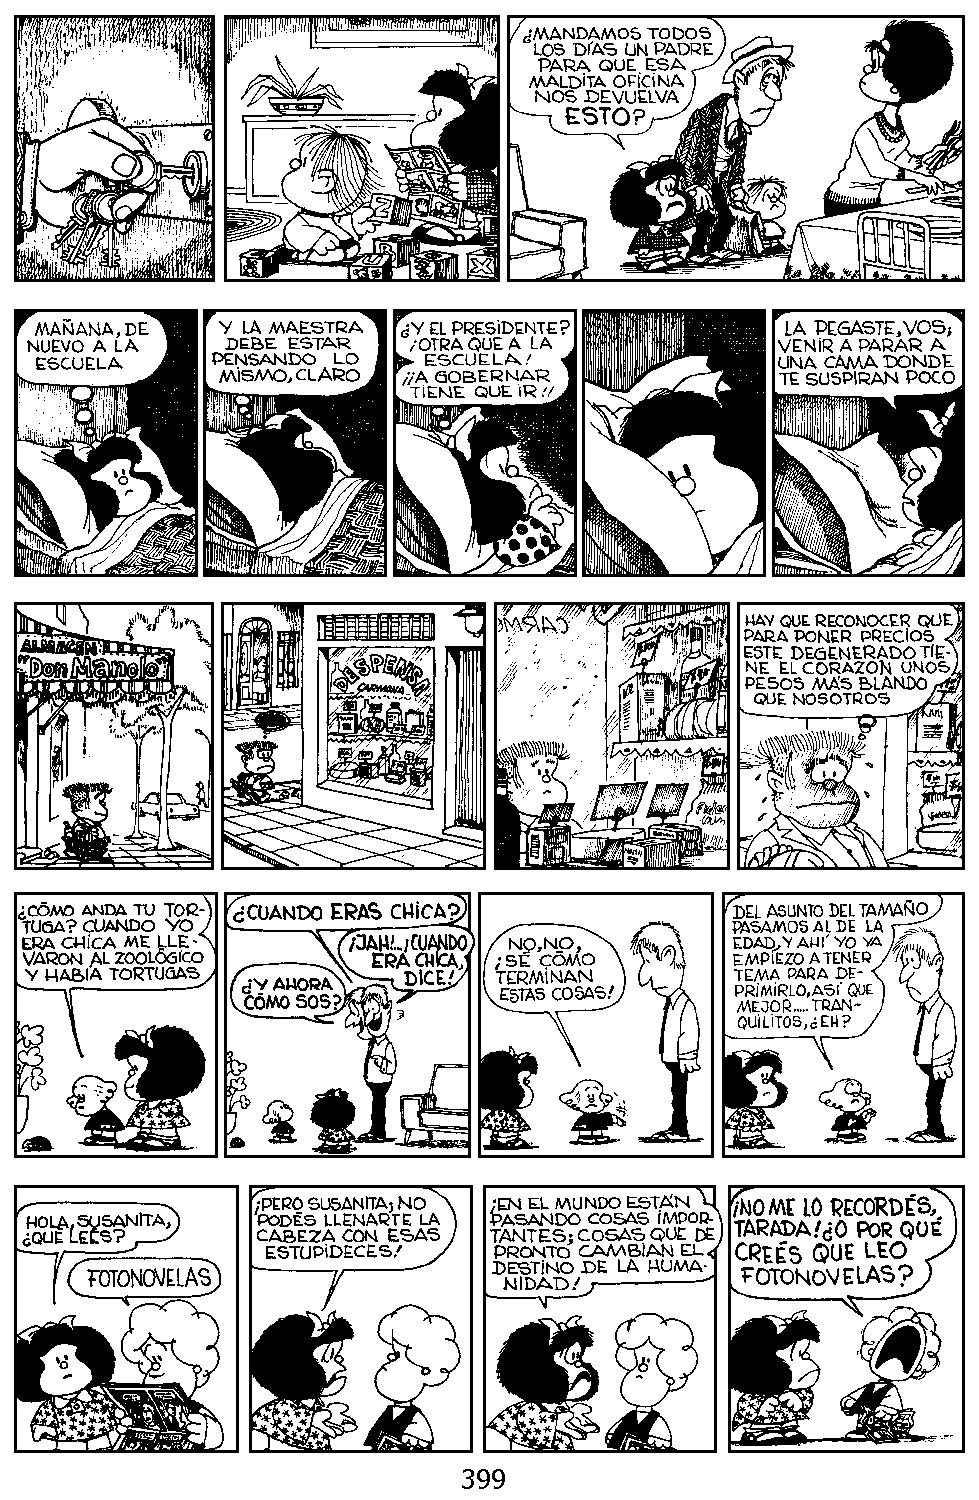 ¿MANDAMOS TODOS
LOS DÍAS UN PADRE
PARA QUE ESA
MALDITA OFICINA
NOS DEVUELVA
ESTO?
MAÑANA, DE
NUEVO A LA
ESCUELA
Y LA MAESTRA
DEBE ESTAR
PENSANDO LO
MISMO, CLARO
¿Y EL PRESIDENTE?
¡OTRA QUE A LA
ESCUELA!
¡¡A GOBERNAR
TIENE QUE IR!!
LA PEGASTE, VOS;
VENIR A PARAR A
UNA CAMA DONDE
TE SUSPIRAN POCO
ALMACEN
"Don Manolo"
DESPENSA
CARMONA
CARM
HAY QUE RECONOCER QUE
PARA PONER PRECIOS
ESTE DEGENERADO TIE-
NE EL CORAZÓN UNOS
PESOS MÁS BLANDO
QUE NOSOTROS
¿CÓMO ANDA TU TOR-
TUGA? CUANDO YO
ERA CHICA ME LLE-
VARON AL ZOOLÓGICO
Y HABÍA TORTUGAS
¿CUANDO ERAS CHICA?
¡JAH!...¡CUANDO
ERA CHICA,
DICE!
¿Y AHORA
CÓMO SOS?
NO, NO,
¡SÉ CÓMO
TERMINAN
ESTAS COSAS!
DEL ASUNTO DEL TAMAÑO
PASAMOS AL DE LA
EDAD, Y AHÍ YO YA
EMPIEZO A TENER
TEMA PARA DE-
PRIMIRLO, ASÍ QUE
MEJOR..... TRAN-
QUILITOS, ¿EH?
HOLA, SUSANITA,
¿QUÉ LEÉS?
FOTONOVELAS
¡PERO SUSANITA; NO
PODÉS LLENARTE LA
CABEZA CON ESAS
ESTUPIDECES!
¡EN EL MUNDO ESTÁN
PASANDO COSAS IMPOR-
TANTES; COSAS QUE DE
PRONTO CAMBIAN EL
DESTINO DE LA HUMA-
NIDAD!
¡NO ME LO RECORDÉS,
TARADA! ¿O POR QUÉ
CREÉS QUE LEO
FOTONOVELAS?
399